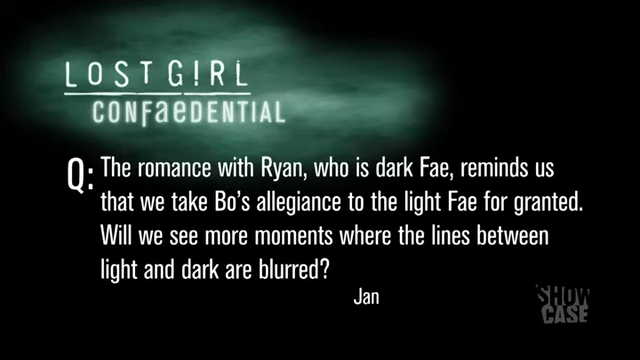 LOST G!RL
CONFAEDENTIAL
Q: The romance with Ryan, who is dark Fae, reminds us
that we take Bo's allegiance to the light Fae for granted.
Will we see more moments where the lines between
light and dark are blurred?
Jan
SHOW
CASE